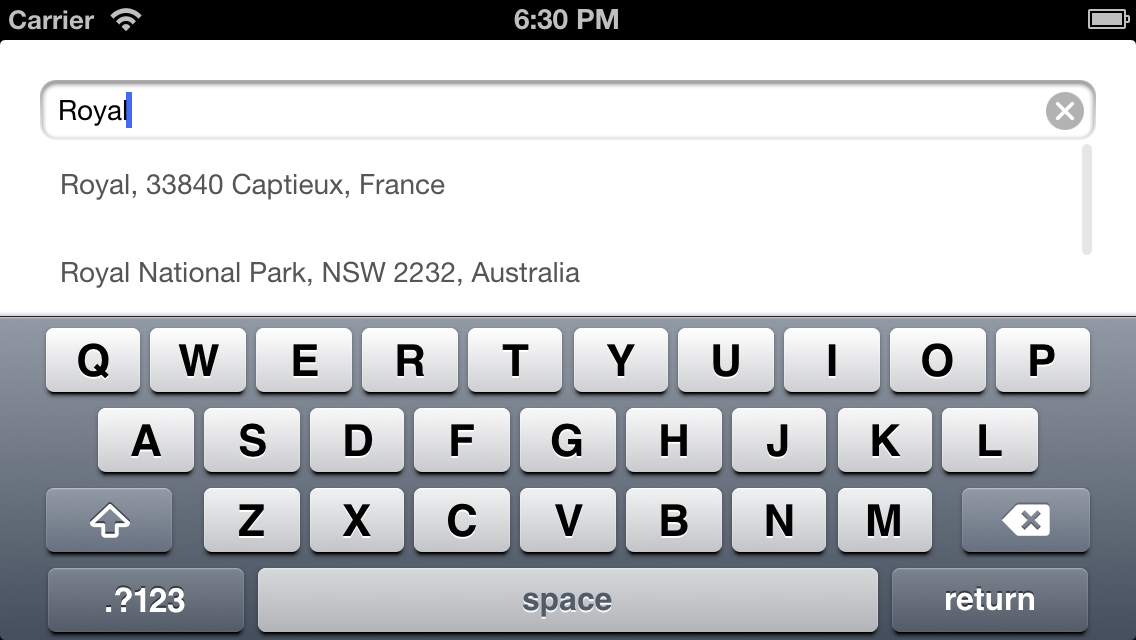 Carrier 6:30 PM
Royal
Royal, 33840 Captieux, France
Royal National Park, NSW 2232, Australia
Q W E R T Y U I O P
A S D F G H J K L
Z X C V B N M
.?123 space return